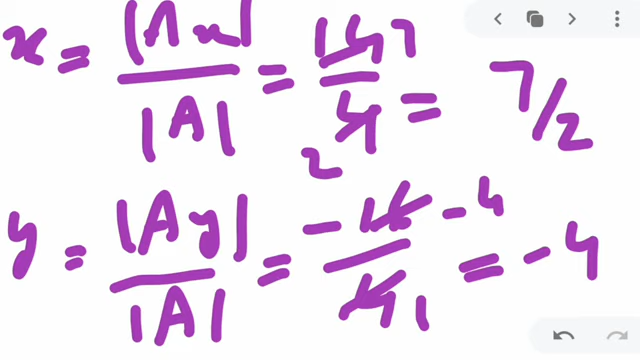 x = |Ax| / |A| = 14 7 / 4 2 = 7/2
y = |Ay| / |A| = -16 -4 / 4 1 = -4